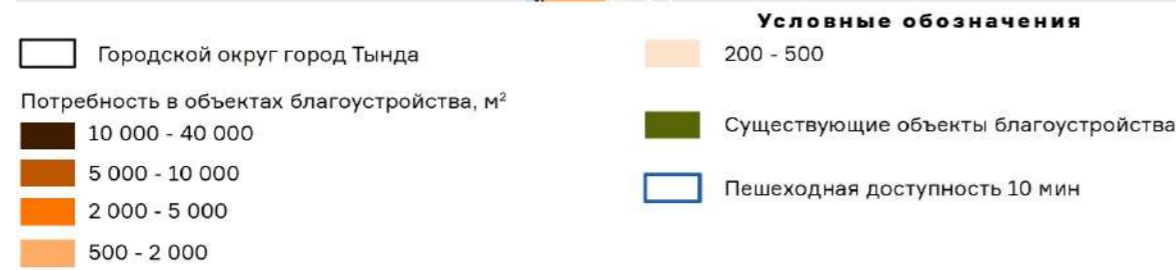 Условные обозначения
Городской округ город Тында
Потребность в объектах благоустройства, м²
10 000 - 40 000
5 000 - 10 000
2 000 - 5 000
500 - 2 000
200 - 500
Существующие объекты благоустройства
Пешеходная доступность 10 мин